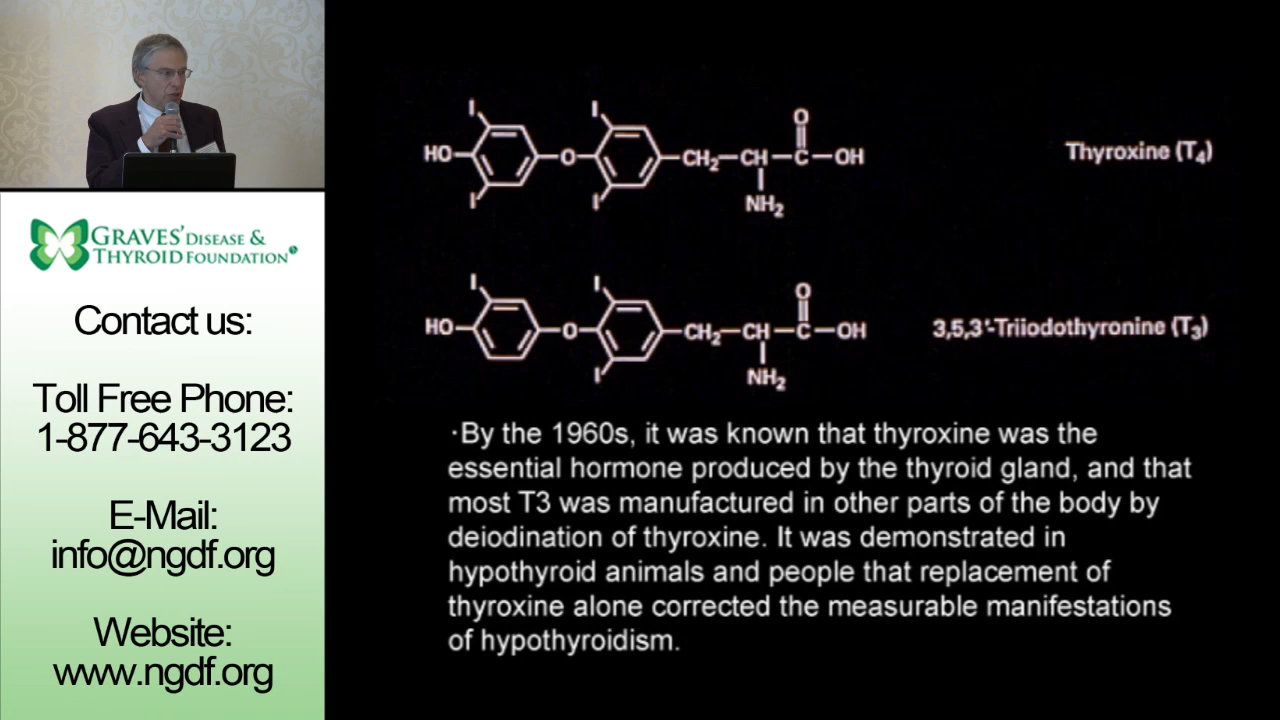 GRAVES' DISEASE &
THYROID FOUNDATION
Contact us:
Toll Free Phone:
1-877-643-3123
E-Mail:
info@ngdf.org
Website:
www.ngdf.org
I I O
HO O CH2 CH C OH Thyroxine (T4)
I I NH2
I I O
HO O CH2 CH C OH 3,5,3'-Triiodothyronine (T3)
I NH2
·By the 1960s, it was known that thyroxine was the
essential hormone produced by the thyroid gland, and that
most T3 was manufactured in other parts of the body by
deiodination of thyroxine. It was demonstrated in
hypothyroid animals and people that replacement of
thyroxine alone corrected the measurable manifestations
of hypothyroidism.